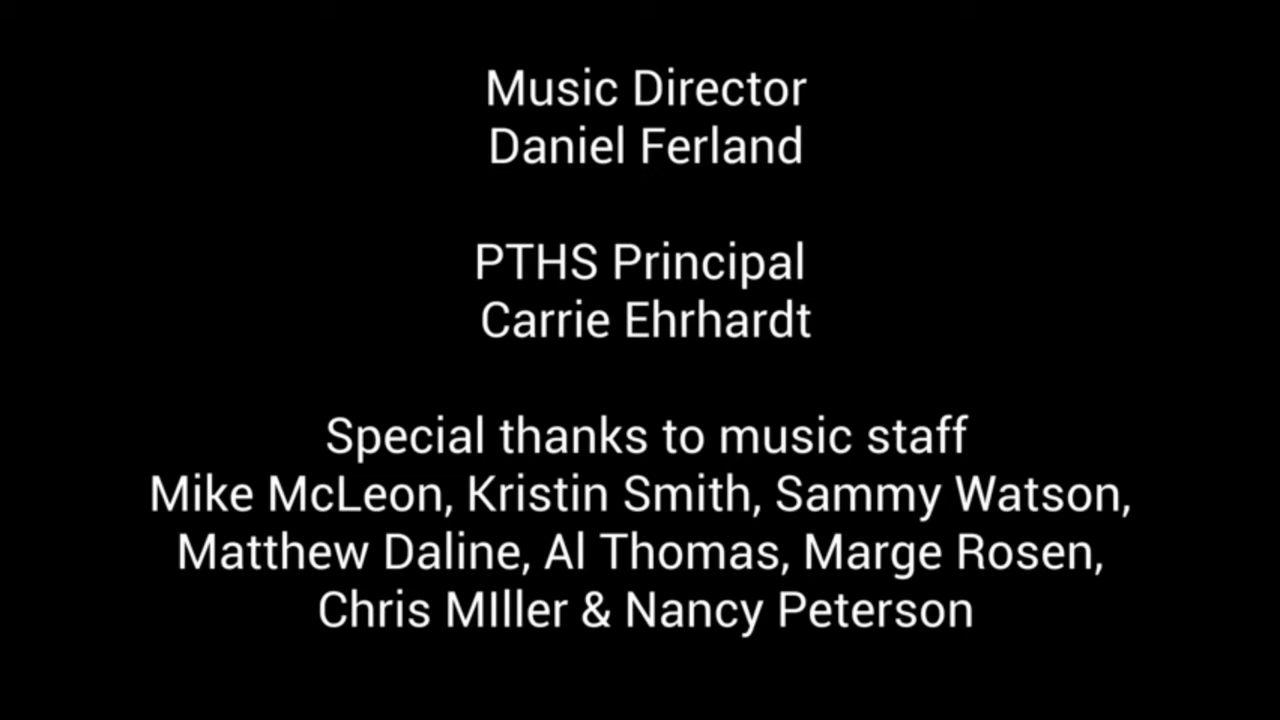 Music Director
Daniel Ferland
PTHS Principal
Carrie Ehrhardt
Special thanks to music staff
Mike McLeon, Kristin Smith, Sammy Watson,
Matthew Daline, Al Thomas, Marge Rosen,
Chris MIller & Nancy Peterson